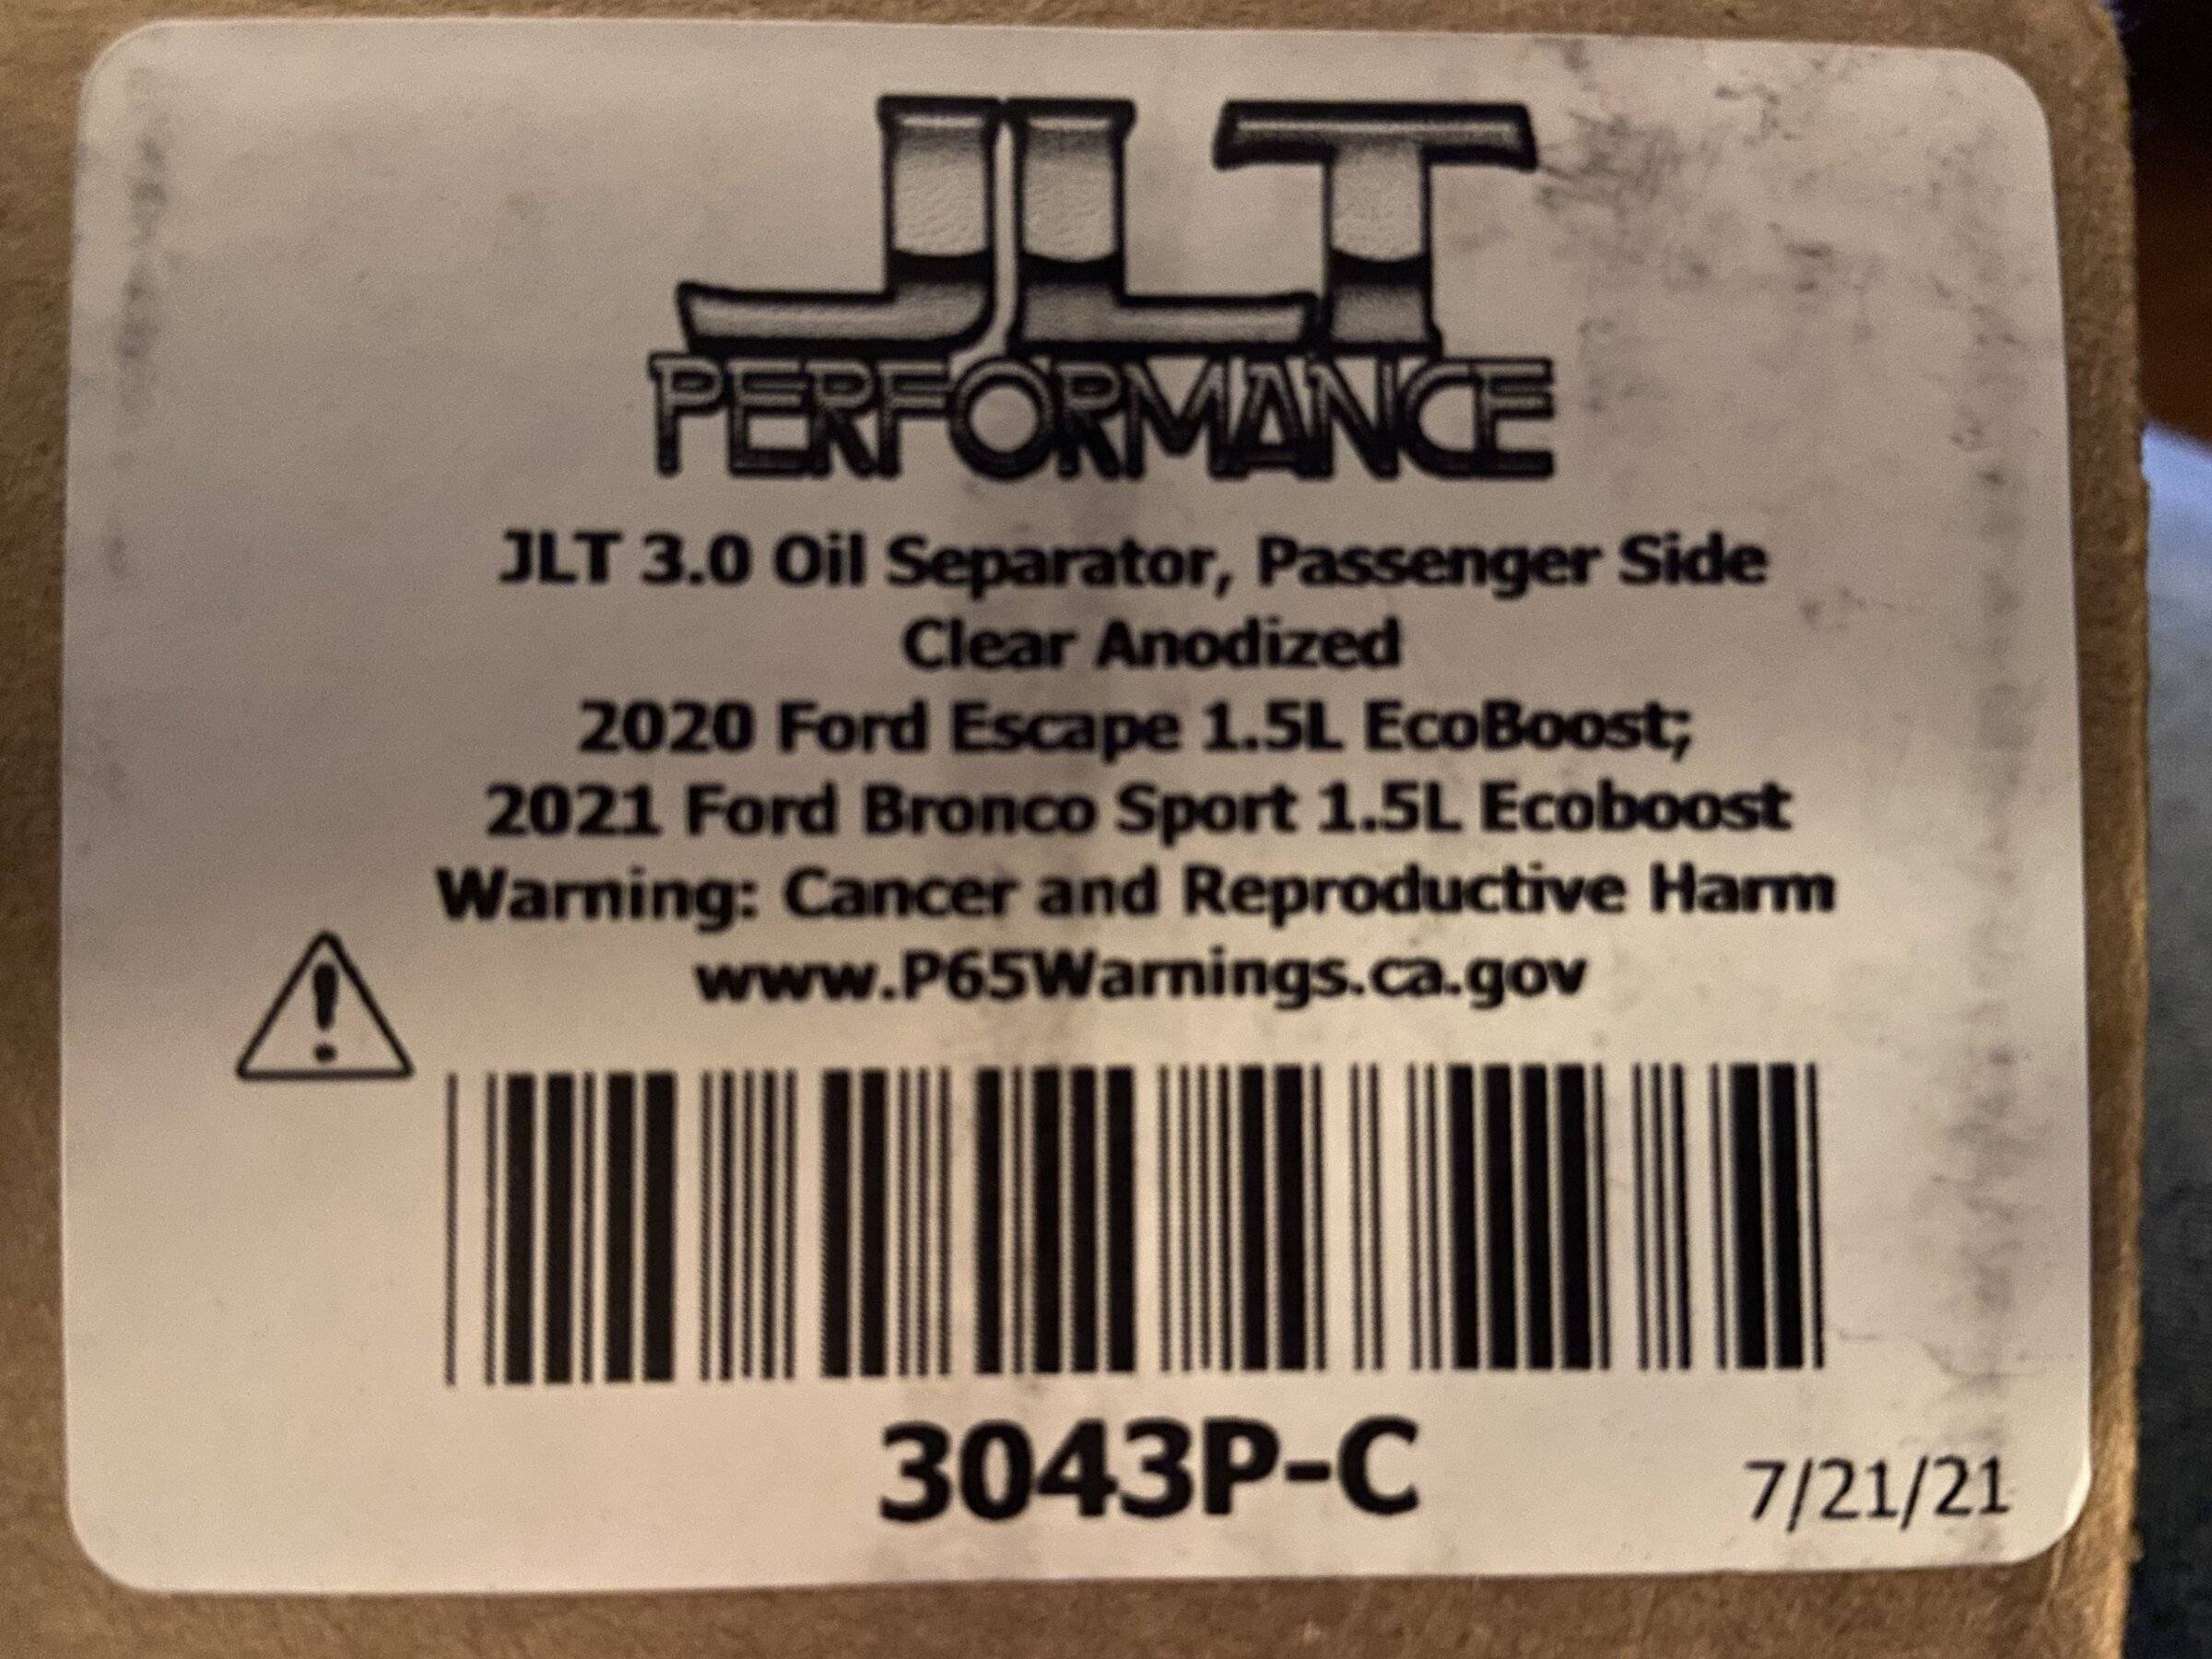 JLT
PERFORMANCE
JLT 3.0 Oil Separator, Passenger Side
Clear Anodized
2020 Ford Escape 1.5L EcoBoost;
2021 Ford Bronco Sport 1.5L Ecoboost
Warning: Cancer and Reproductive Harm
www.P65Warnings.ca.gov
3043P-C
7/21/21